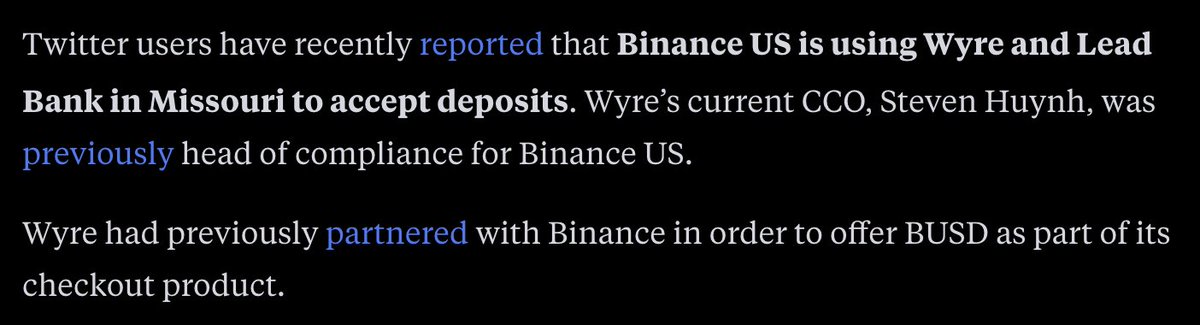 Twitter users have recently reported that Binance US is using Wyre and Lead
Bank in Missouri to accept deposits. Wyre’s current CCO, Steven Huynh, was
previously head of compliance for Binance US.
Wyre had previously partnered with Binance in order to offer BUSD as part of its
checkout product.